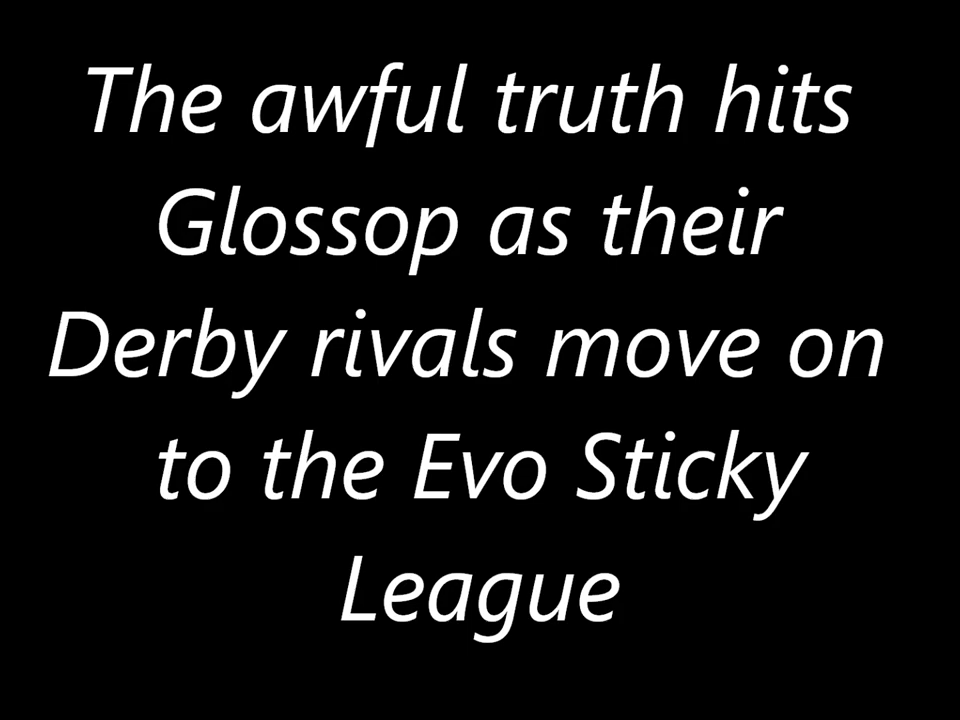 The awful truth hits
Glossop as their
Derby rivals move on
to the Evo Sticky
League